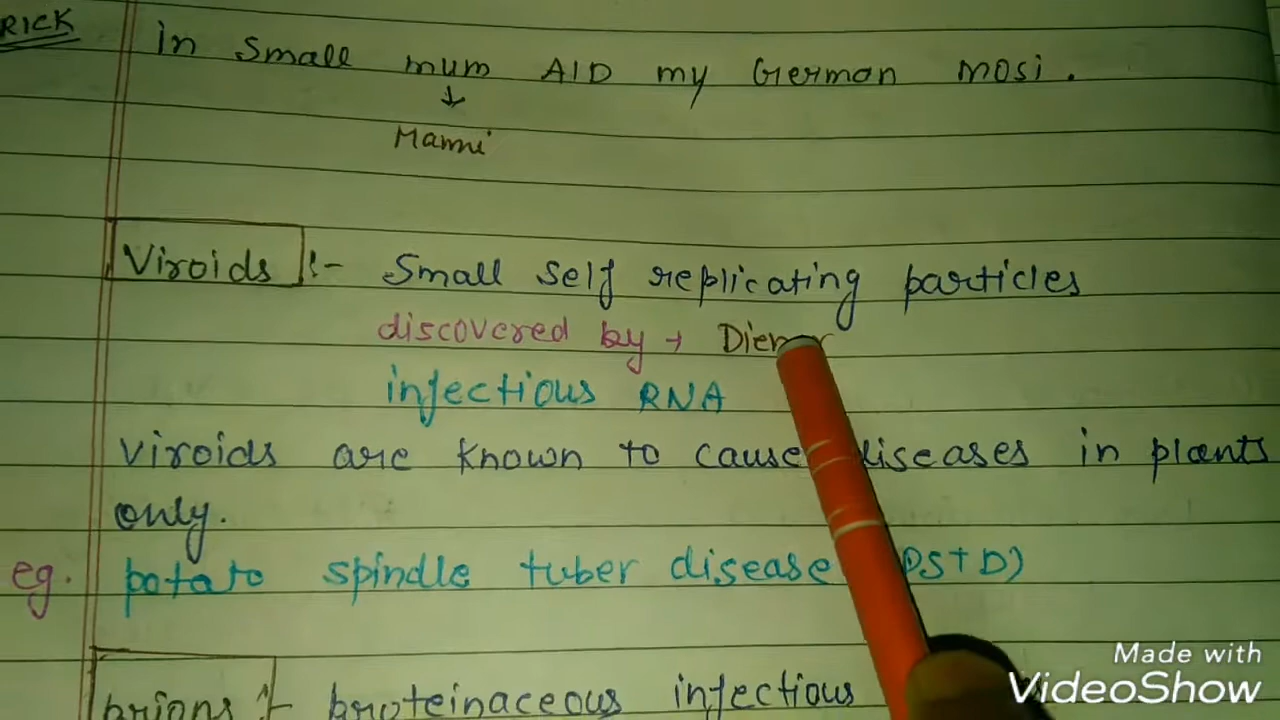 RICK
In small mum AID my German mosi.
↓
Mammi
Viroids :- Small self replicating particles
discovered by → Diener
infectious RNA
Viroids are known to cause diseases in plants
only.
eg. potato spindle tuber disease (PSTD)
prions :- proteinaceous infectious
Made with
VideoShow